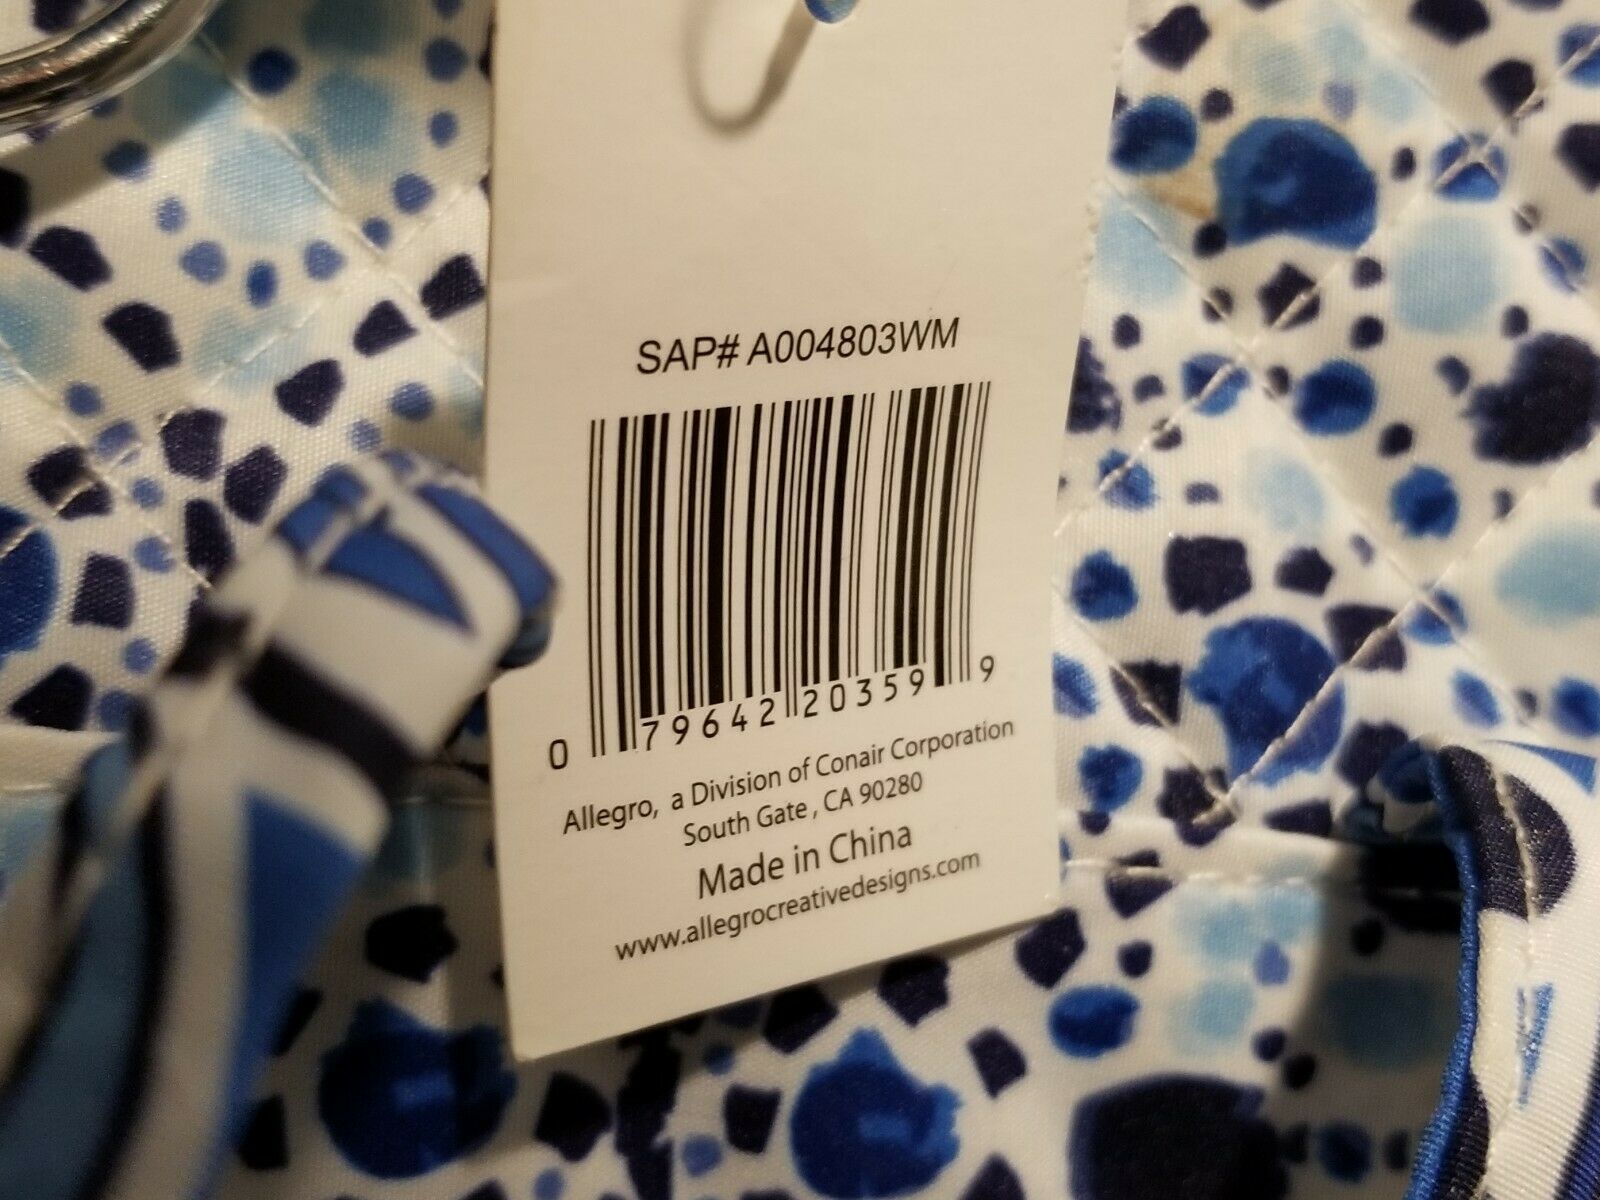 SAP# A004803WM
0 79642 20359 9
Allegro, a Division of Conair Corporation
South Gate, CA 90280
Made in China
www.allegrocreativedesigns.com